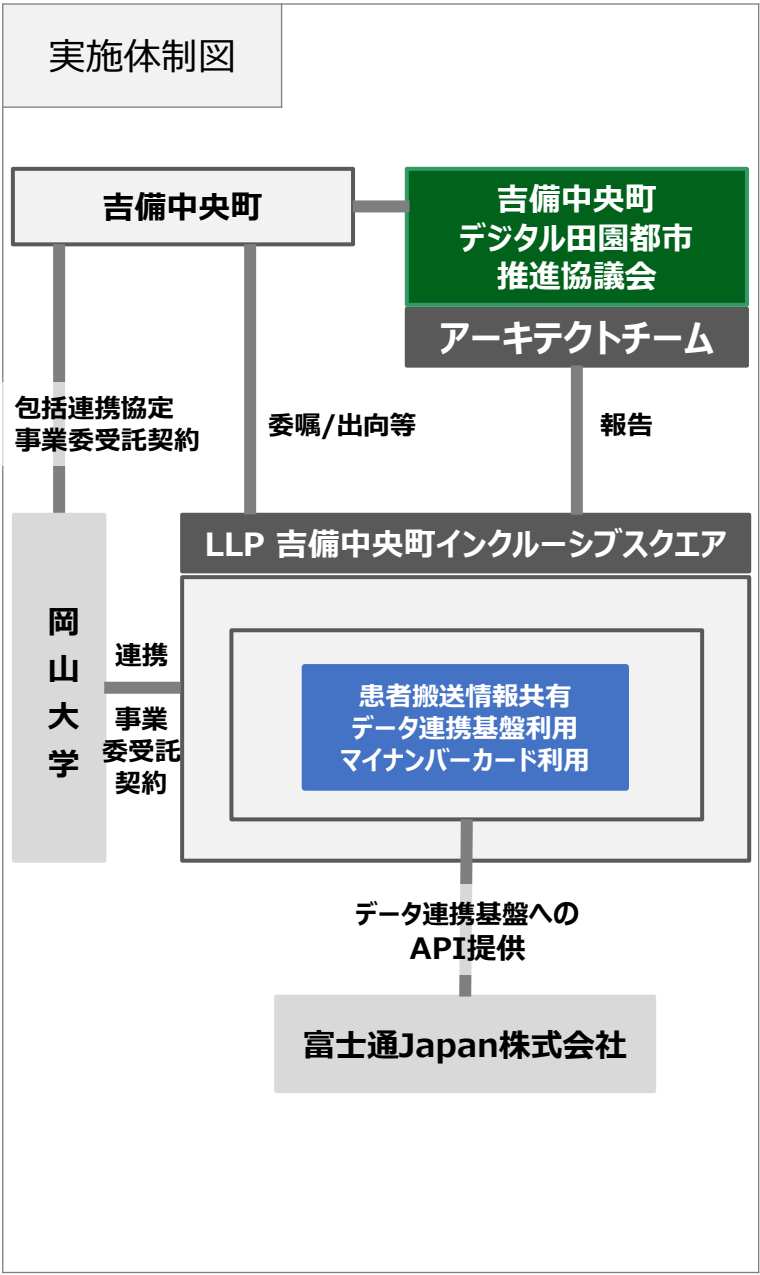 実施体制図
吉備中央町
吉備中央町
デジタル田園都市
推進協議会
アーキテクトチーム
包括連携協定
事業委受託契約
委嘱/出向等
報告
LLP 吉備中央町インクルーシブスクエア
岡
山
大
学
連携
事業
委受託
契約
患者搬送情報共有
データ連携基盤利用
マイナンバーカード利用
データ連携基盤への
API提供
富士通Japan株式会社